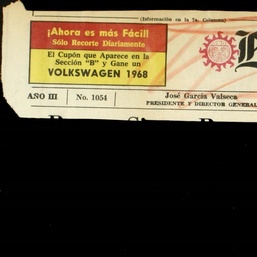 (Información en la 7a. Columna)
¡Ahora es más Fácil!
Sólo Recorte Diariamente
El Cupón que Aparece en la
Sección "B" y Gane un
VOLKSWAGEN 1968
AÑO III
No. 1054
José García Valseca
PRESIDENTE Y DIRECTOR GENERAL